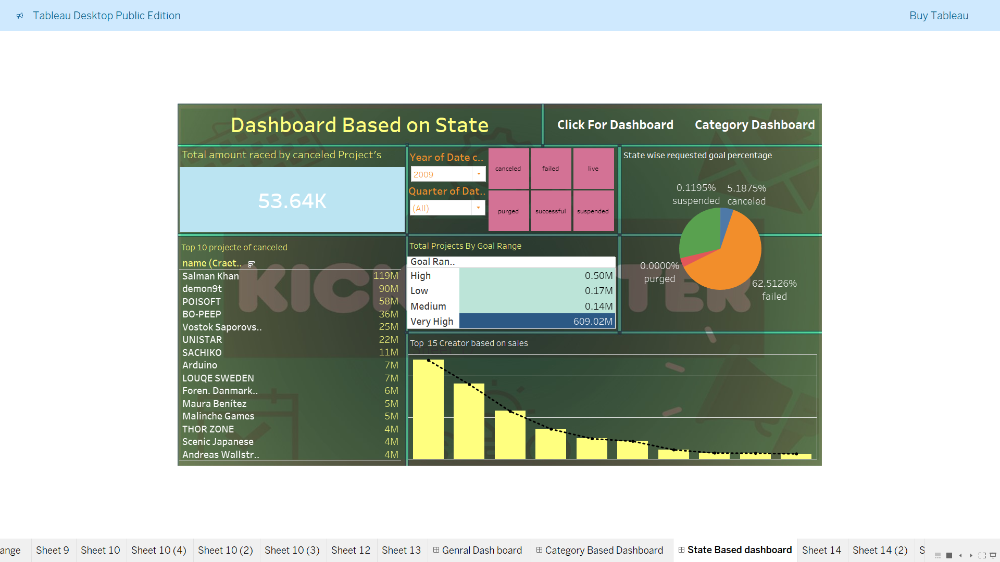 Tableau Desktop Public Edition
Buy Tableau
Dashboard Based on State
Click For Dashboard
Category Dashboard
Total amount raced by canceled Project's
53.64K
Year of Date c..
2009
Quarter of Dat..
(All)
canceled
failed
live
purged
successful
suspended
State wise requested goal percentage
0.1195%
suspended
5.1875%
canceled
0.0000%
purged
62.5126%
failed
Top 10 projecte of canceled
name (Craet..
Salman Khan 119M
demon9t 90M
POISOFT 58M
BO-PEEP 36M
Vostok Saporovs.. 25M
UNISTAR 22M
SACHIKO 11M
Arduino 7M
LOUQE SWEDEN 7M
Foren. Danmark.. 6M
Maura Benítez 5M
Malinche Games 5M
THOR ZONE 4M
Scenic Japanese 4M
Andreas Wallstr.. 4M
Total Projects By Goal Range
Goal Ran..
High 0.50M
Low 0.17M
Medium 0.14M
Very High 609.02M
Top 15 Creator based on sales
ange
Sheet 9
Sheet 10
Sheet 10 (4)
Sheet 10 (2)
Sheet 10 (3)
Sheet 12
Sheet 13
Genral Dash board
Category Based Dashboard
State Based dashboard
Sheet 14
Sheet 14 (2)
S